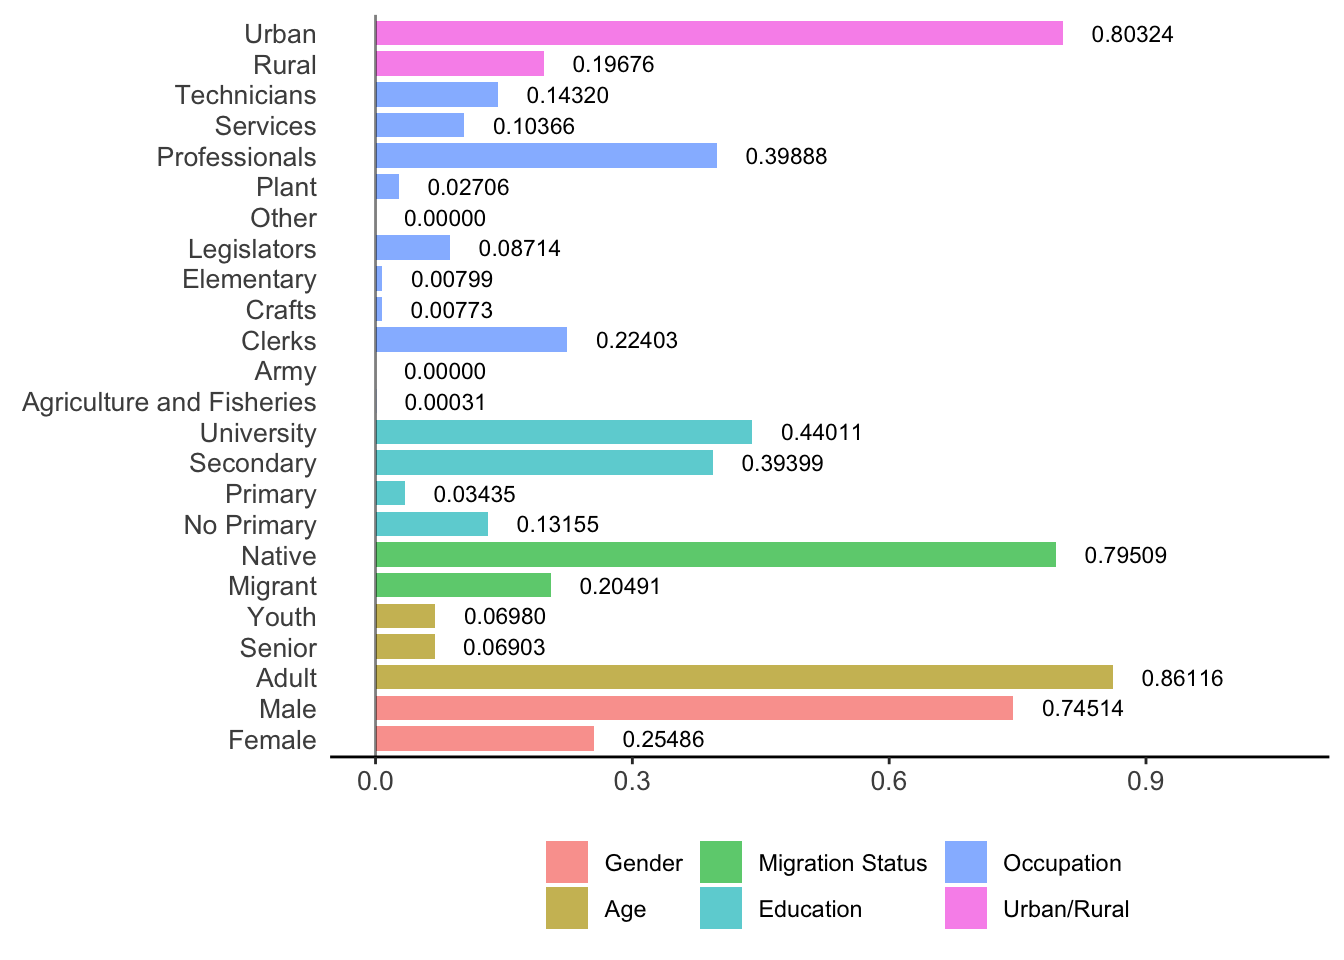 Urban 0.80324
Rural 0.19676
Technicians 0.14320
Services 0.10366
Professionals 0.39888
Plant 0.02706
Other 0.00000
Legislators 0.08714
Elementary 0.00799
Crafts 0.00773
Clerks 0.22403
Army 0.00000
Agriculture and Fisheries 0.00031
University 0.44011
Secondary 0.39399
Primary 0.03435
No Primary 0.13155
Native 0.79509
Migrant 0.20491
Youth 0.06980
Senior 0.06903
Adult 0.86116
Male 0.74514
Female 0.25486
0.0 0.3 0.6 0.9
Gender Migration Status Occupation
Age Education Urban/Rural